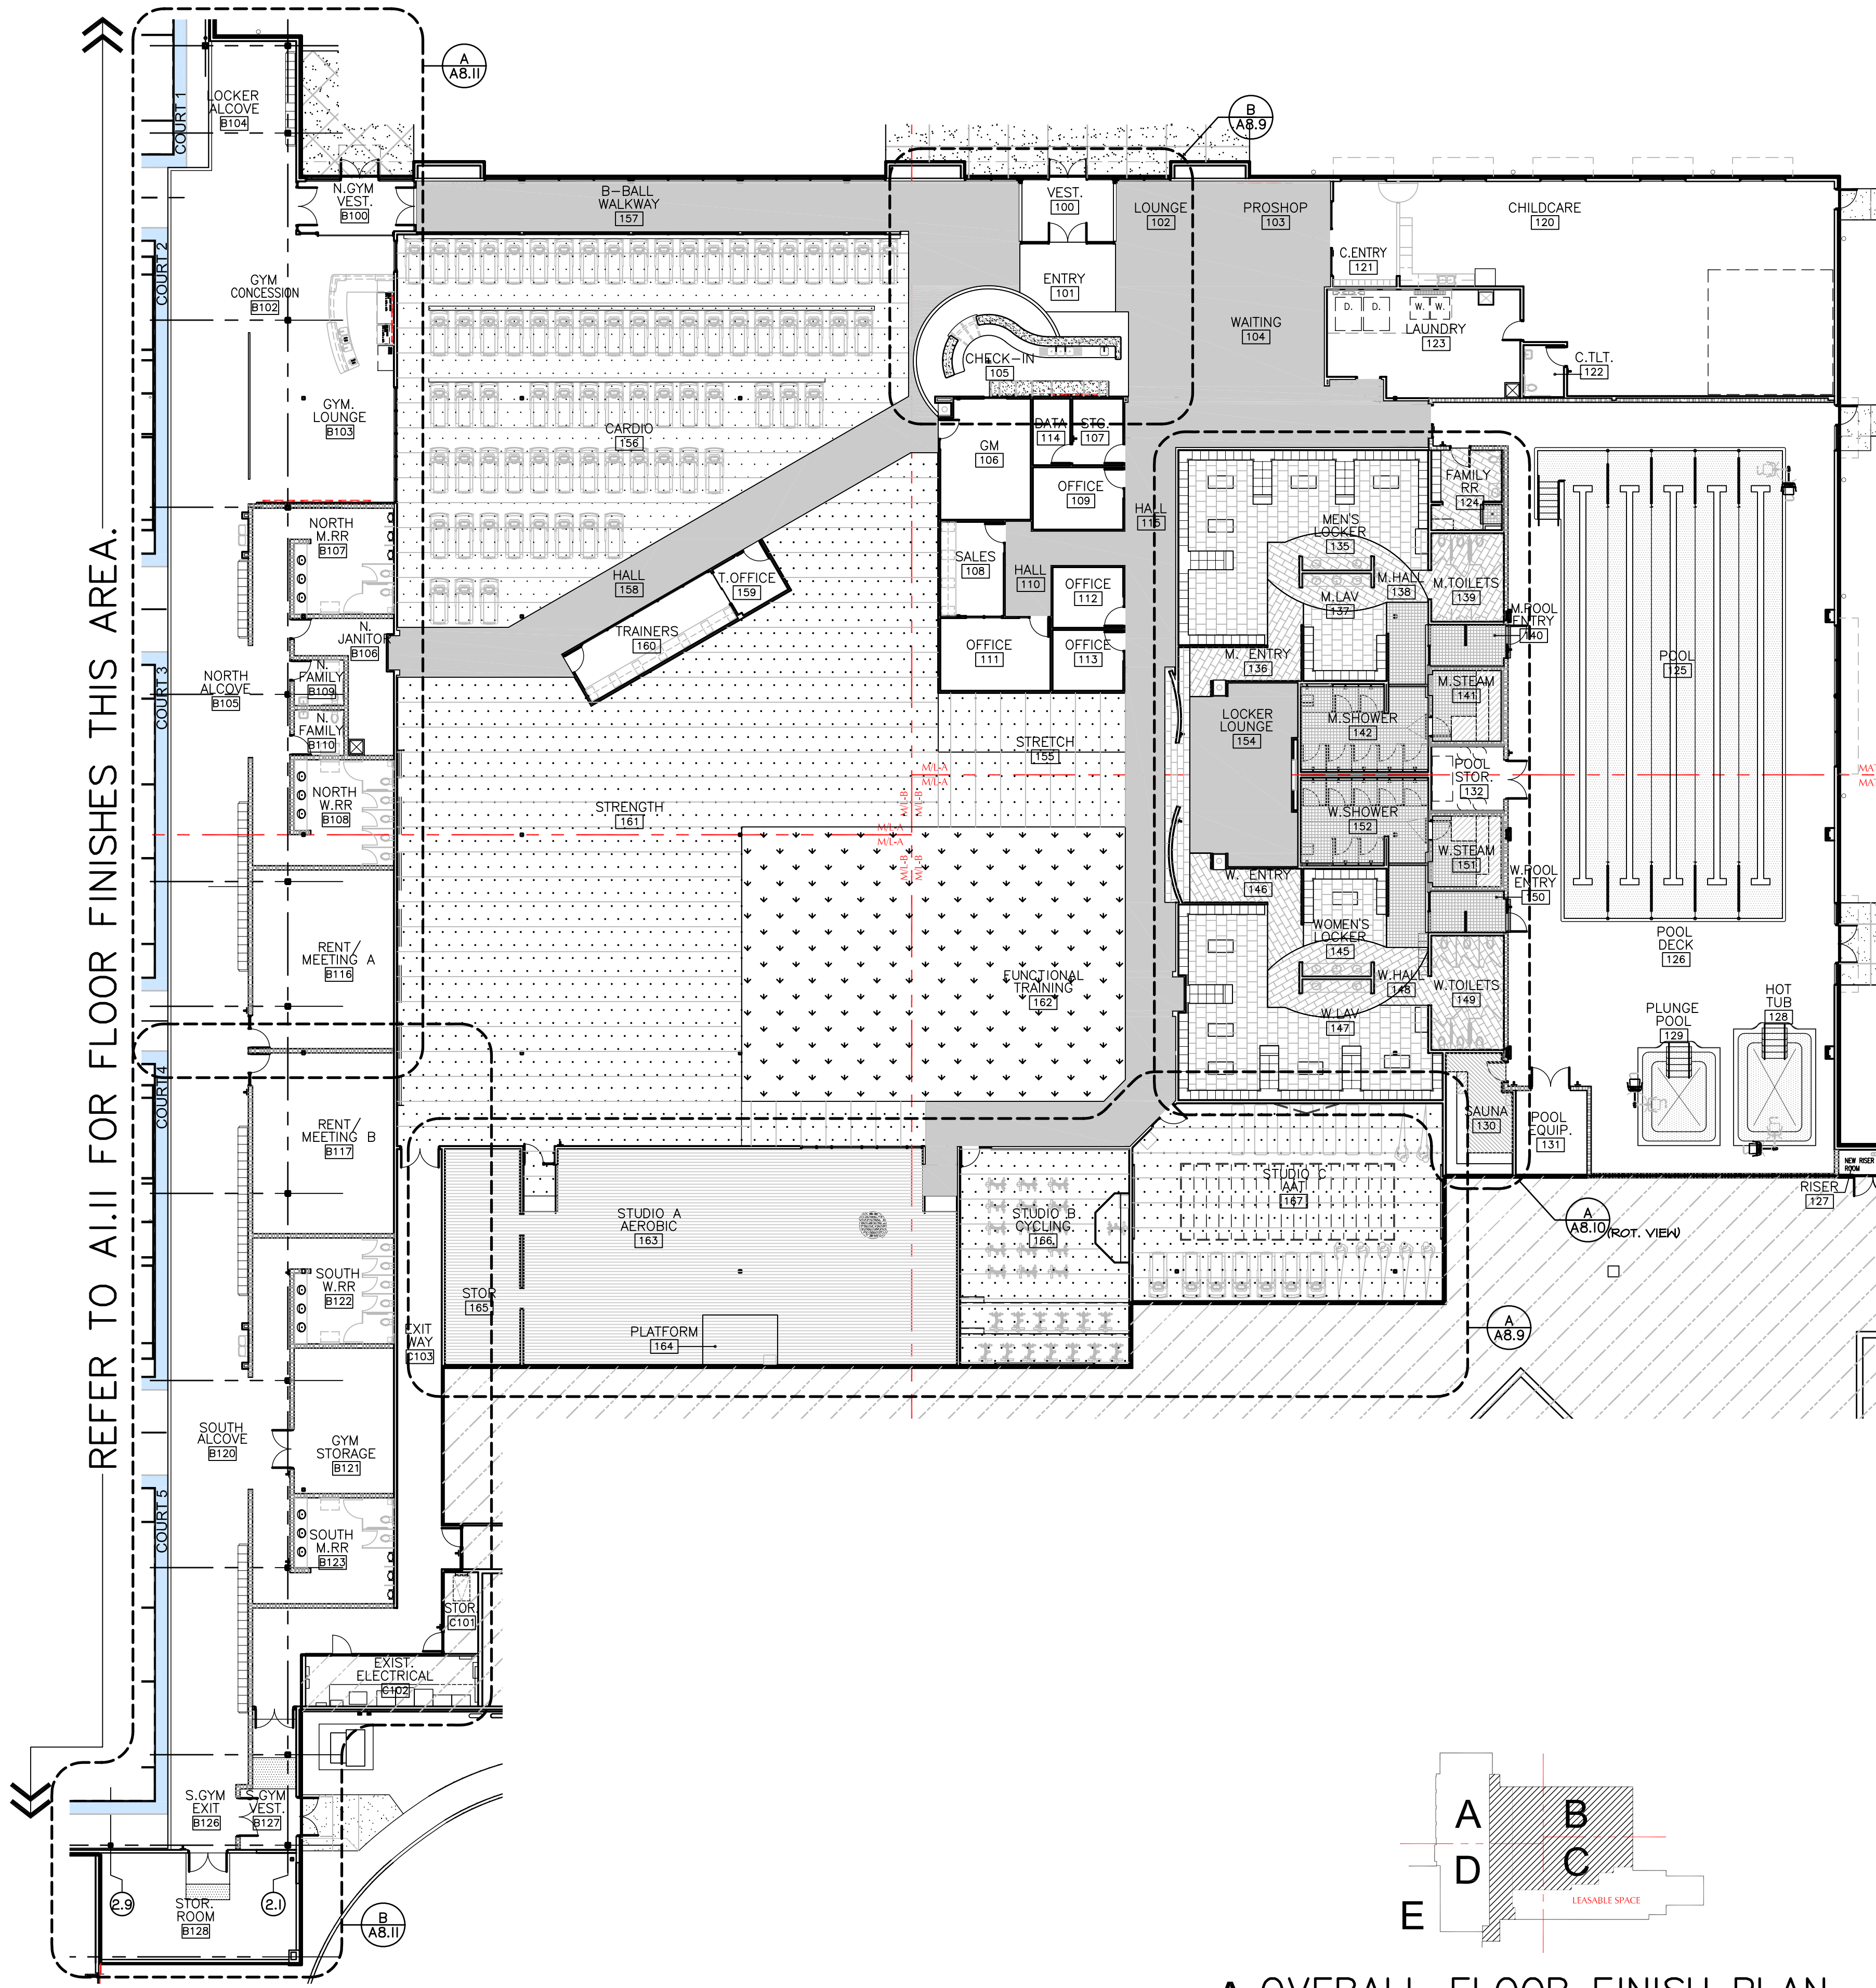 REFER TO A1.11 FOR FLOOR FINISHES THIS AREA.
A
A8.11
LOCKER
ALCOVE
B104
COURT 1
B
A8.9
N.GYM
VEST.
B100
B-BALL
WALKWAY
157
VEST.
100
LOUNGE
102
PROSHOP
103
CHILDCARE
120
C.ENTRY
121
COURT 2
GYM
CONCESSION
B102
ENTRY
101
WAITING
104
D.
D.
W.
W.
LAUNDRY
123
CHECK-IN
105
C.TLT.
122
GYM.
LOUNGE
B103
CARDIO
156
GM
106
DATA
114
STG.
107
OFFICE
109
HALL
115
FAMILY
RR
124
MEN'S
LOCKER
135
NORTH
M.RR
B107
SALES
108
HALL
110
OFFICE
112
HALL
158
T.OFFICE
159
M.HALL
138
M.TOILETS
139
M.LAV
137
M.POOL
ENTRY
140
TRAINERS
160
N.
JANITOR
B106
OFFICE
111
OFFICE
113
M. ENTRY
136
POOL
125
COURT 3
NORTH
ALCOVE
B105
N.
FAMILY
B109
N.
FAMILY
B110
M.STEAM
141
LOCKER
LOUNGE
154
M.SHOWER
142
STRETCH
155
M/L-A
M/L-A
POOL
STOR.
132
MAT
MAT
NORTH
W.RR
B108
STRENGTH
161
M/L-B
M/L-B
M/L-A
M/L-A
M/L-B
M/L-B
W.SHOWER
152
W.STEAM
151
W. ENTRY
146
W.POOL
ENTRY
150
RENT/
MEETING A
B116
WOMEN'S
LOCKER
145
POOL
DECK
126
FUNCTIONAL
TRAINING
162
W.HALL
148
W.TOILETS
149
W.LAV
147
PLUNGE
POOL
129
HOT
TUB
128
COURT 4
RENT/
MEETING B
B117
SAUNA
130
POOL
EQUIP.
131
NEW RISER
ROOM
RISER
127
STUDIO A
AEROBIC
163
STUDIO B
CYCLING.
166
STUDIO C
AAT
167
A
A8.10
(ROT. VIEW)
SOUTH
W.RR
B122
STOR
165
EXIT
WAY
C103
PLATFORM
164
A
A8.9
SOUTH
ALCOVE
B120
GYM
STORAGE
B121
COURT 5
SOUTH
M.RR
B123
STOR.
C101
EXIST.
ELECTRICAL
C102
S.GYM
EXIT
B126
S.GYM
VEST.
B127
2.9
2.1
STOR.
ROOM
B128
B
A8.11
A
B
C
D
E
LEASABLE SPACE
A OVERALL FLOOR FINISH PLAN